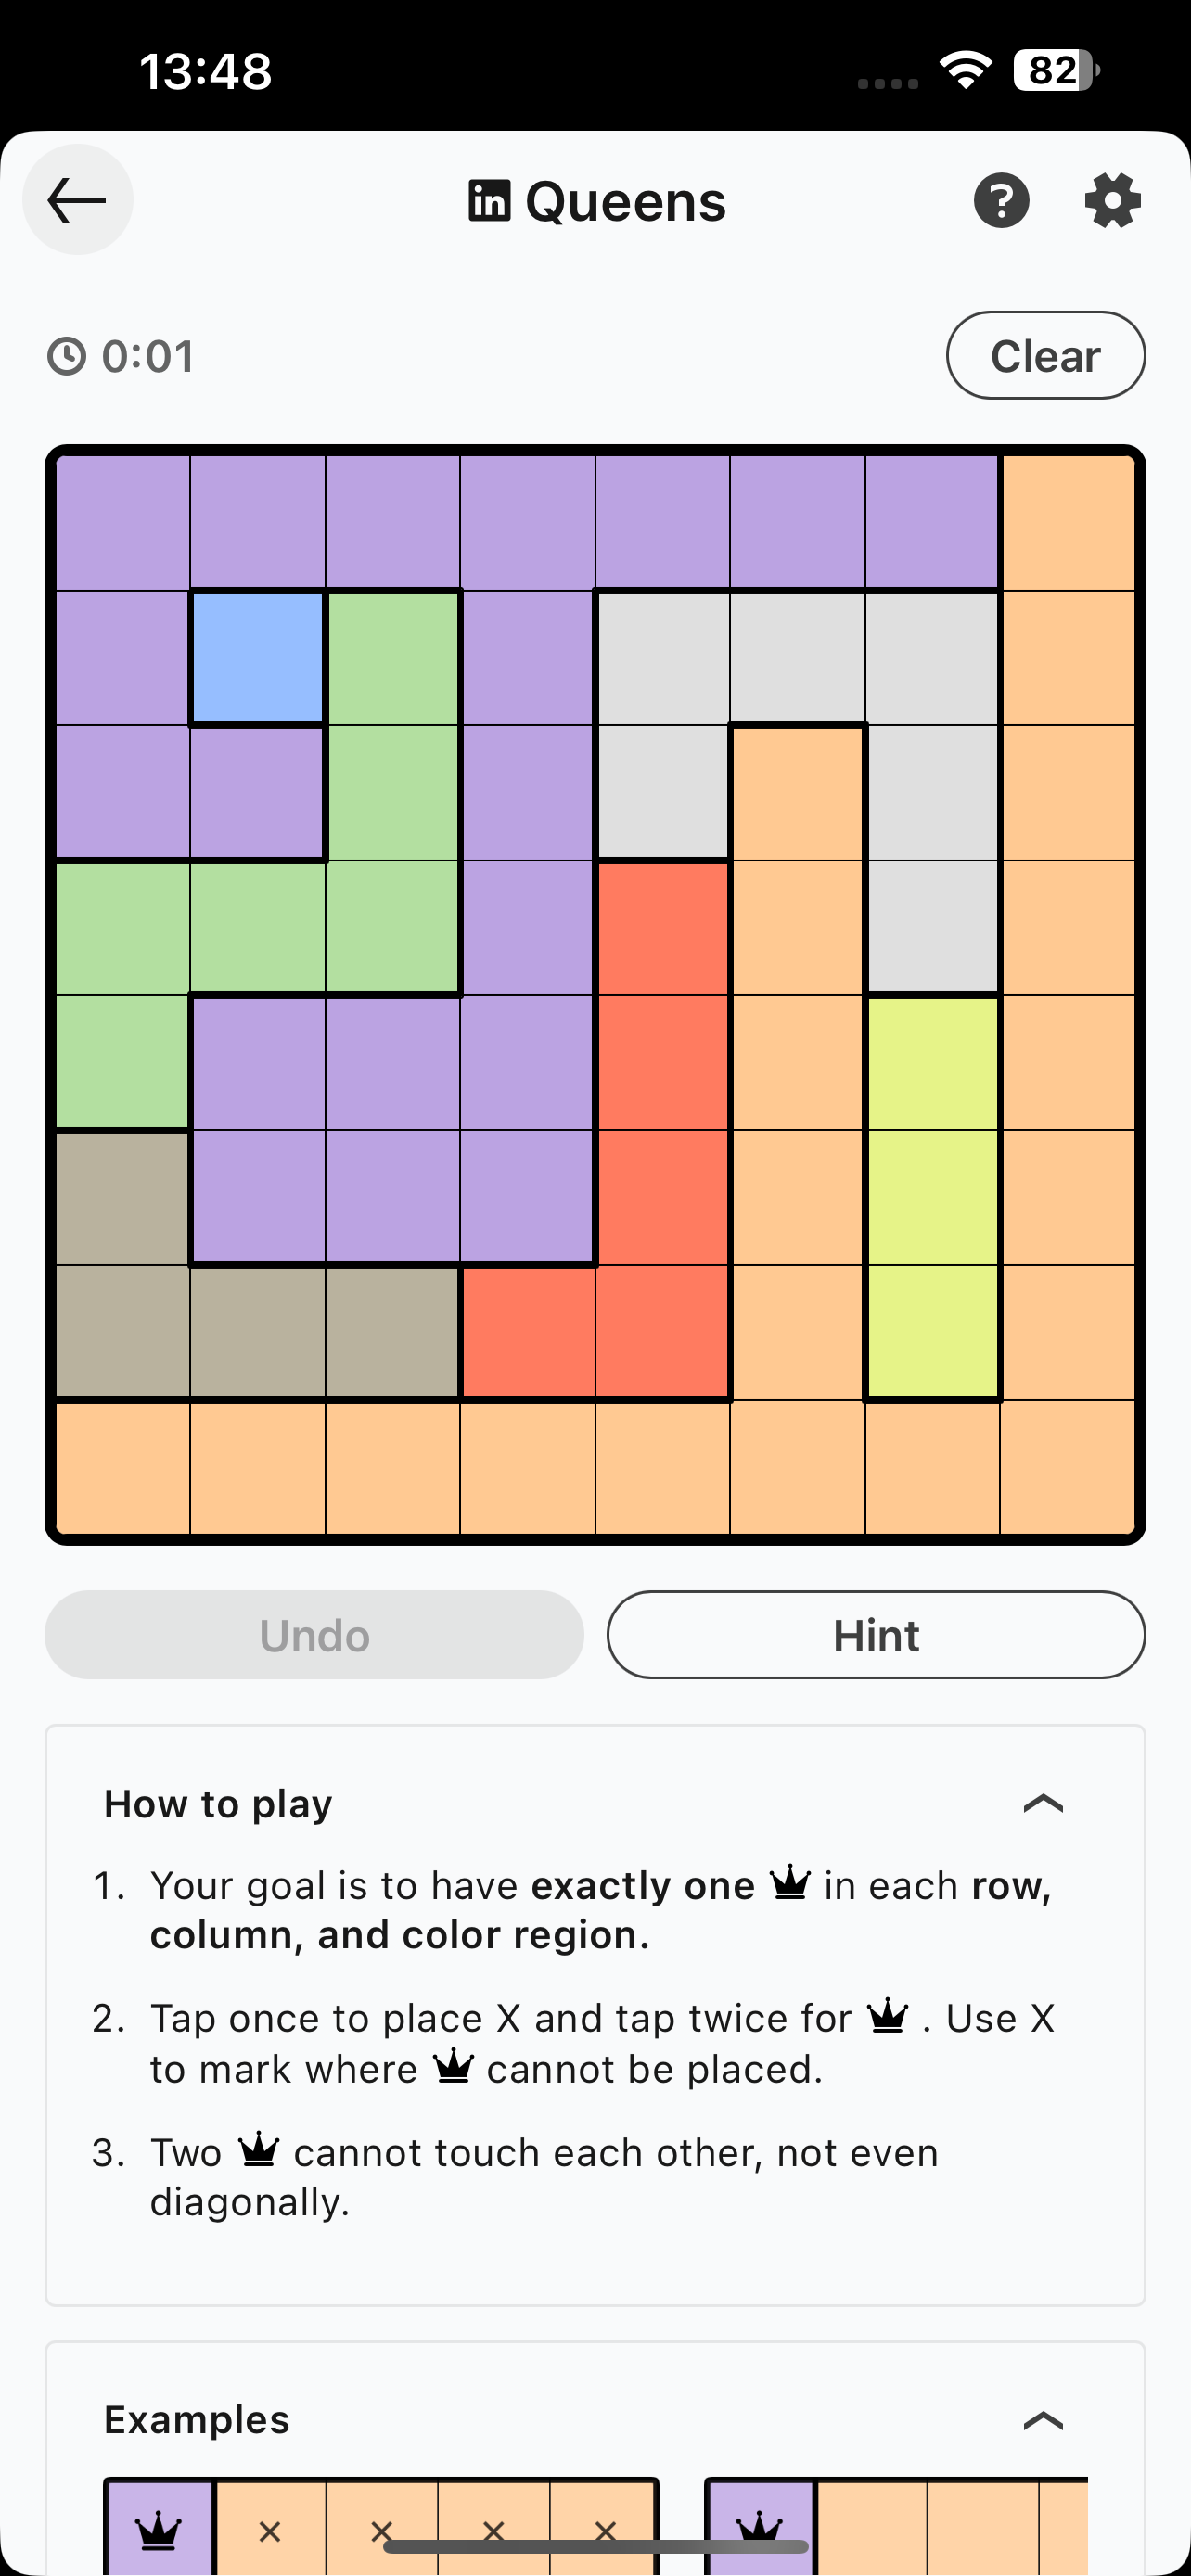 13:48
82
in Queens
?
0:01
Clear
Undo
Hint
How to play
1. Your goal is to have exactly one in each row,
column, and color region.
2. Tap once to place X and tap twice for . Use X
to mark where cannot be placed.
3. Two cannot touch each other, not even
diagonally.
Examples